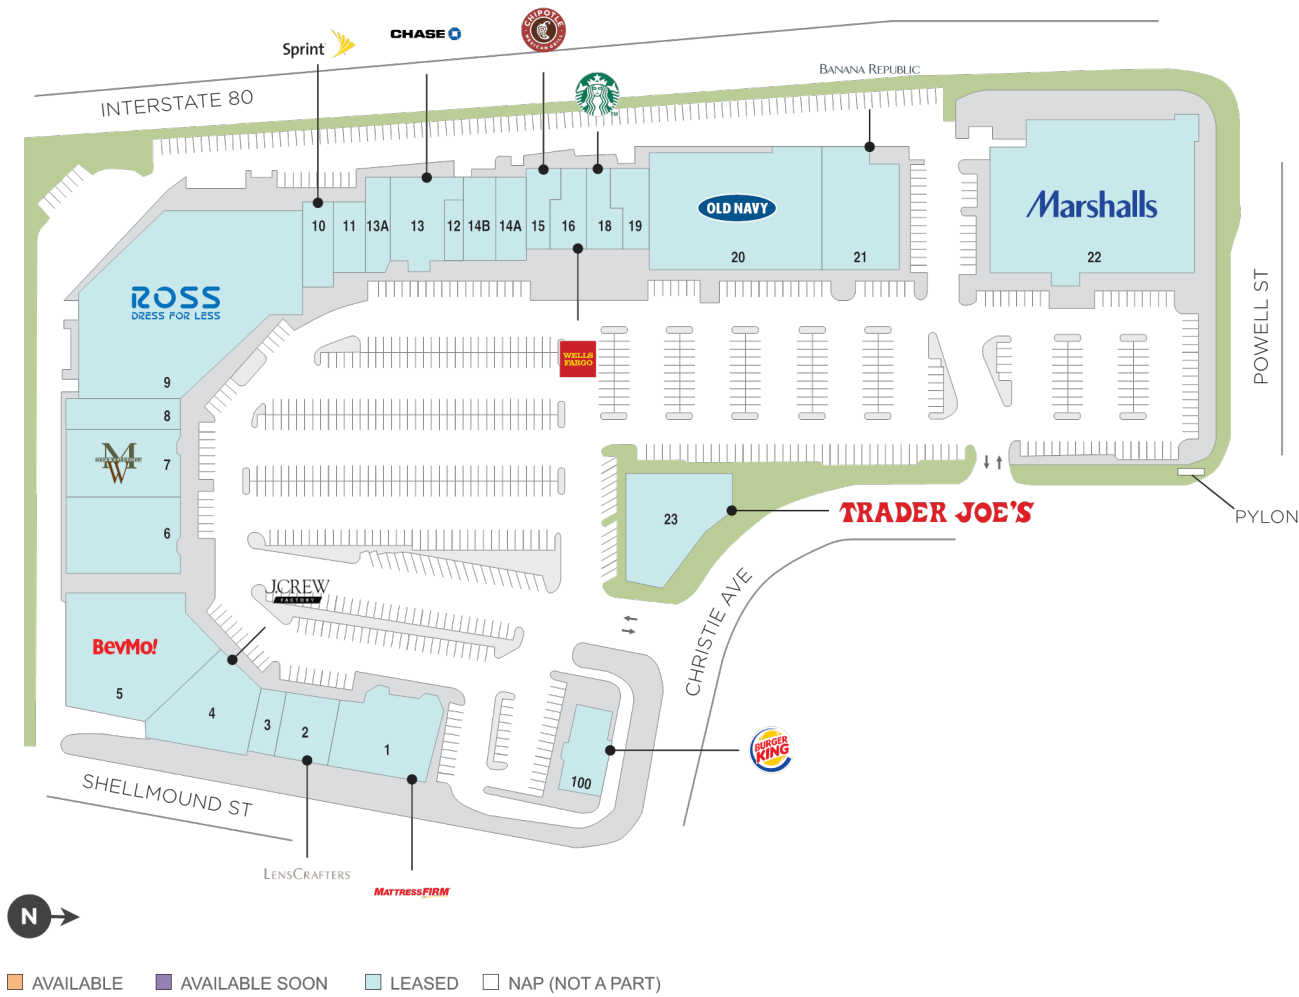 Sprint
CHASE
CHIPOTLE
MEXICAN GRILL
BANANA REPUBLIC
INTERSTATE 80
TM
Marshalls
OLD NAVY
10
11
13A
13
12
14B
14A
15
16
18
19
20
21
22
ROSS
DRESS FOR LESS
9
WELLS
FARGO
POWELL ST
8
MW
7
6
23
TRADER JOE'S
PYLON
J.CREW
FACTORY
CHRISTIE AVE
BevMo!
5
4
3
2
1
100
BURGER
KING
SHELLMOUND ST
LENSCRAFTERS
MATTRESSFIRM
N
AVAILABLE
AVAILABLE SOON
LEASED
NAP (NOT A PART)